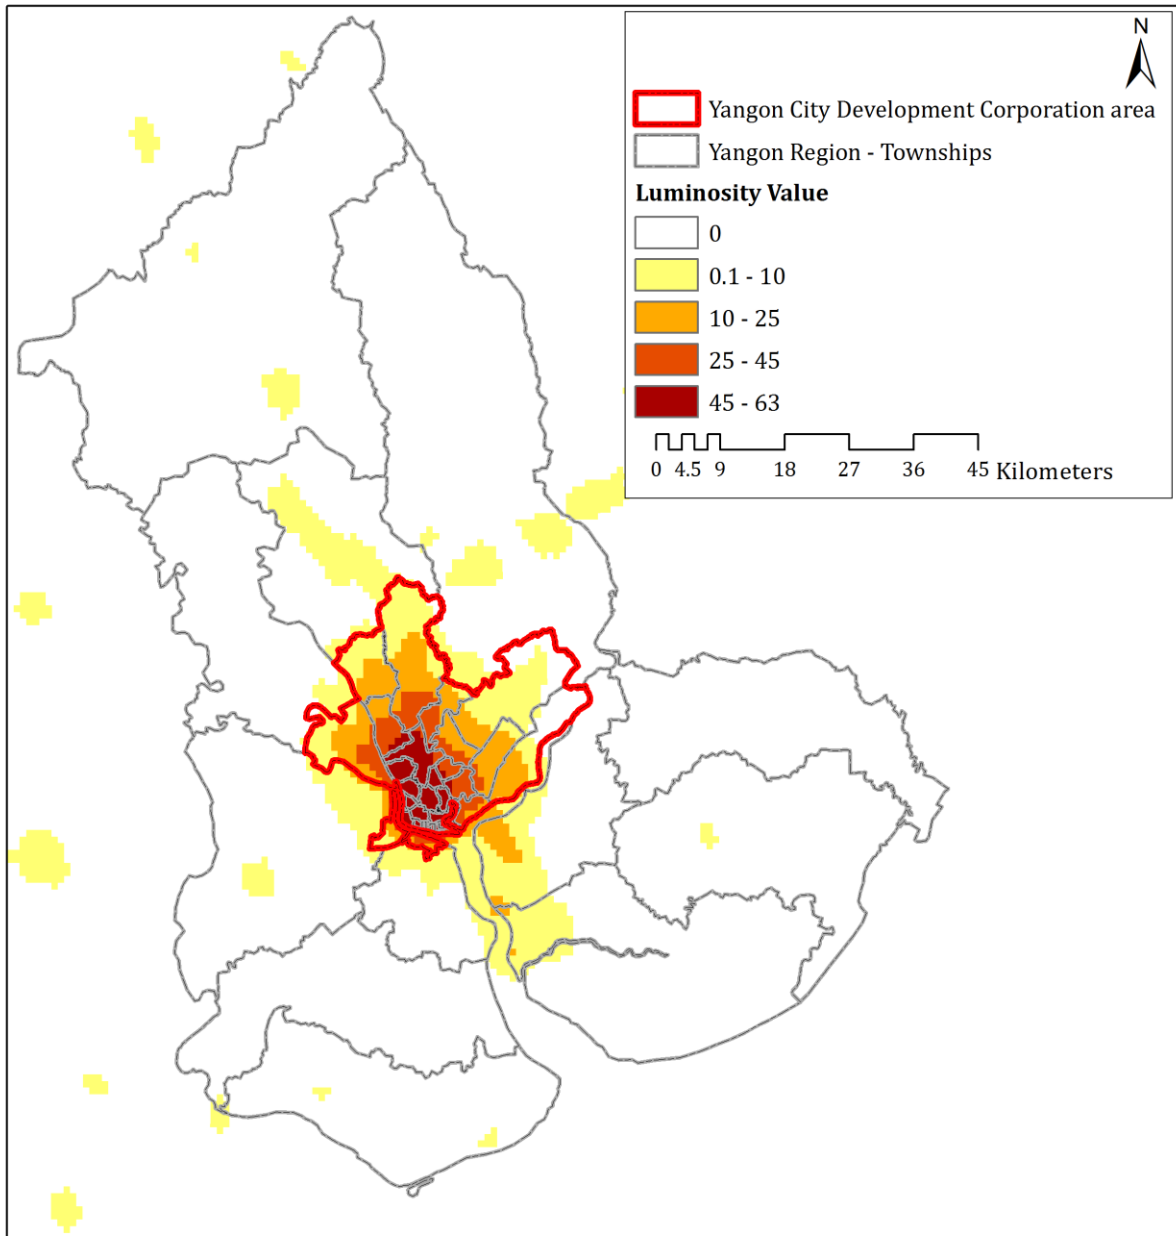 N
Yangon City Development Corporation area
Yangon Region - Townships
Luminosity Value
0
0.1 - 10
10 - 25
25 - 45
45 - 63
0 4.5 9 18 27 36 45 Kilometers